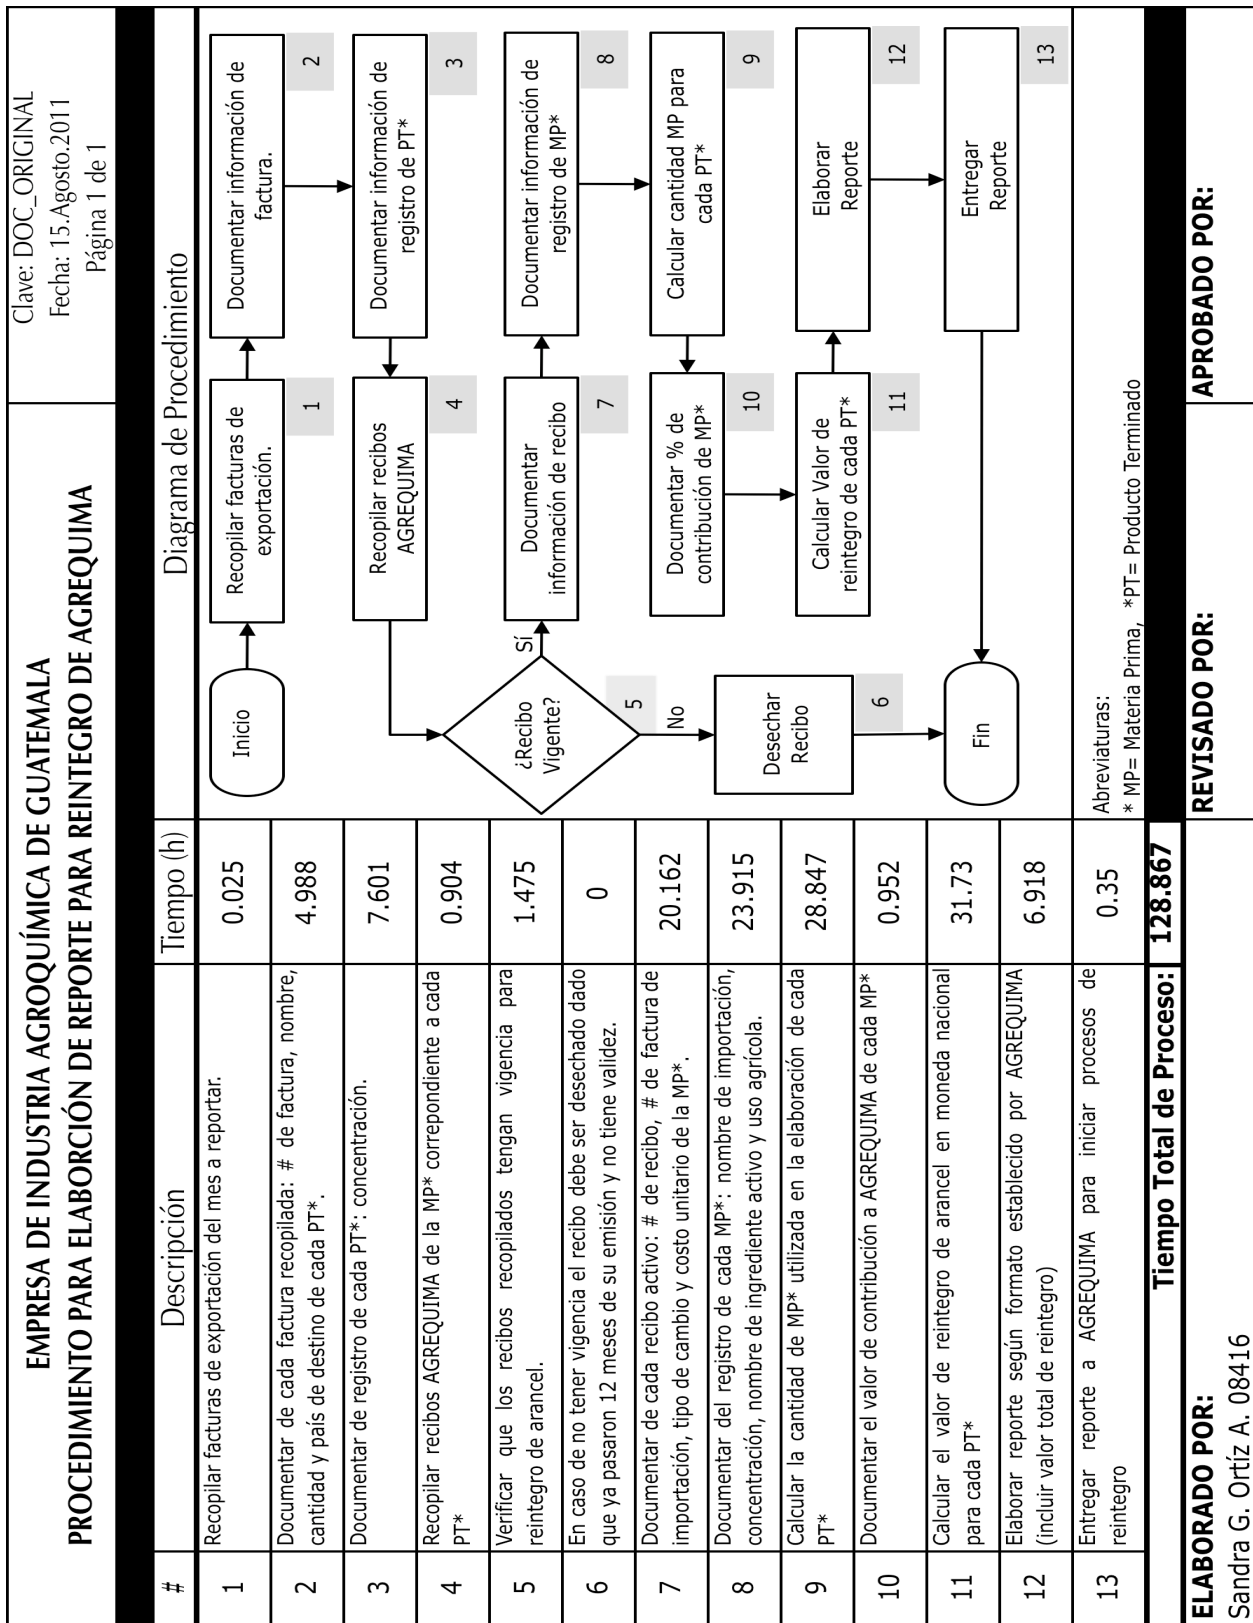 EMPRESA DE INDUSTRIA AGROQUÍMICA DE GUATEMALA
PROCEDIMIENTO PARA ELABORCIÓN DE REPORTE PARA REINTEGRO DE AGREQUIMA
Clave: DOC_ORIGINAL
Fecha: 15.Agosto.2011
Página 1 de 1
#
Descripción
Tiempo (h)
Diagrama de Procedimiento
1
Recopilar facturas de exportación del mes a reportar.
0.025
2
Documentar de cada factura recopilada: # de factura, nombre,
cantidad y país de destino de cada PT*.
4.988
3
Documentar de registro de cada PT*: concentración.
7.601
4
Recopilar recibos AGREQUIMA de la MP* correpondiente a cada
PT*
0.904
5
Verificar que los recibos recopilados tengan vigencia para
reintegro de arancel.
1.475
6
En caso de no tener vigencia el recibo debe ser desechado dado
que ya pasaron 12 meses de su emisión y no tiene validez.
0
7
Documentar de cada recibo activo: # de recibo, # de factura de
importación, tipo de cambio y costo unitario de la MP*.
20.162
8
Documentar del registro de cada MP*: nombre de importación,
concentración, nombre de ingrediente activo y uso agrícola.
23.915
9
Calcular la cantidad de MP* utilizada en la elaboración de cada
PT*
28.847
10
Documentar el valor de contribución a AGREQUIMA de cada MP*
0.952
11
Calcular el valor de reintegro de arancel en moneda nacional
para cada PT*
31.73
12
Elaborar reporte según formato establecido por AGREQUIMA
(incluir valor total de reintegro)
6.918
13
Entregar reporte a AGREQUIMA para iniciar procesos de
reintegro
0.35
Tiempo Total de Proceso:
128.867
Inicio
Recopilar facturas de
exportación.
1
Documentar información de
factura.
2
Documentar información de
registro de PT*
3
Recopilar recibos
AGREQUIMA
4
¿Recibo
Vigente?
5
Sí
No
Desechar
Recibo
6
Documentar
información de recibo
7
Documentar información de
registro de MP*
8
Calcular cantidad MP para
cada PT*
9
Documentar % de
contribución de MP*
10
Calcular Valor de
reintegro de cada PT*
11
Elaborar
Reporte
12
Entregar
Reporte
13
Fin
Abreviaturas:
* MP= Materia Prima, *PT= Producto Terminado
ELABORADO POR:
Sandra G. Ortíz A. 08416
REVISADO POR:
APROBADO POR: